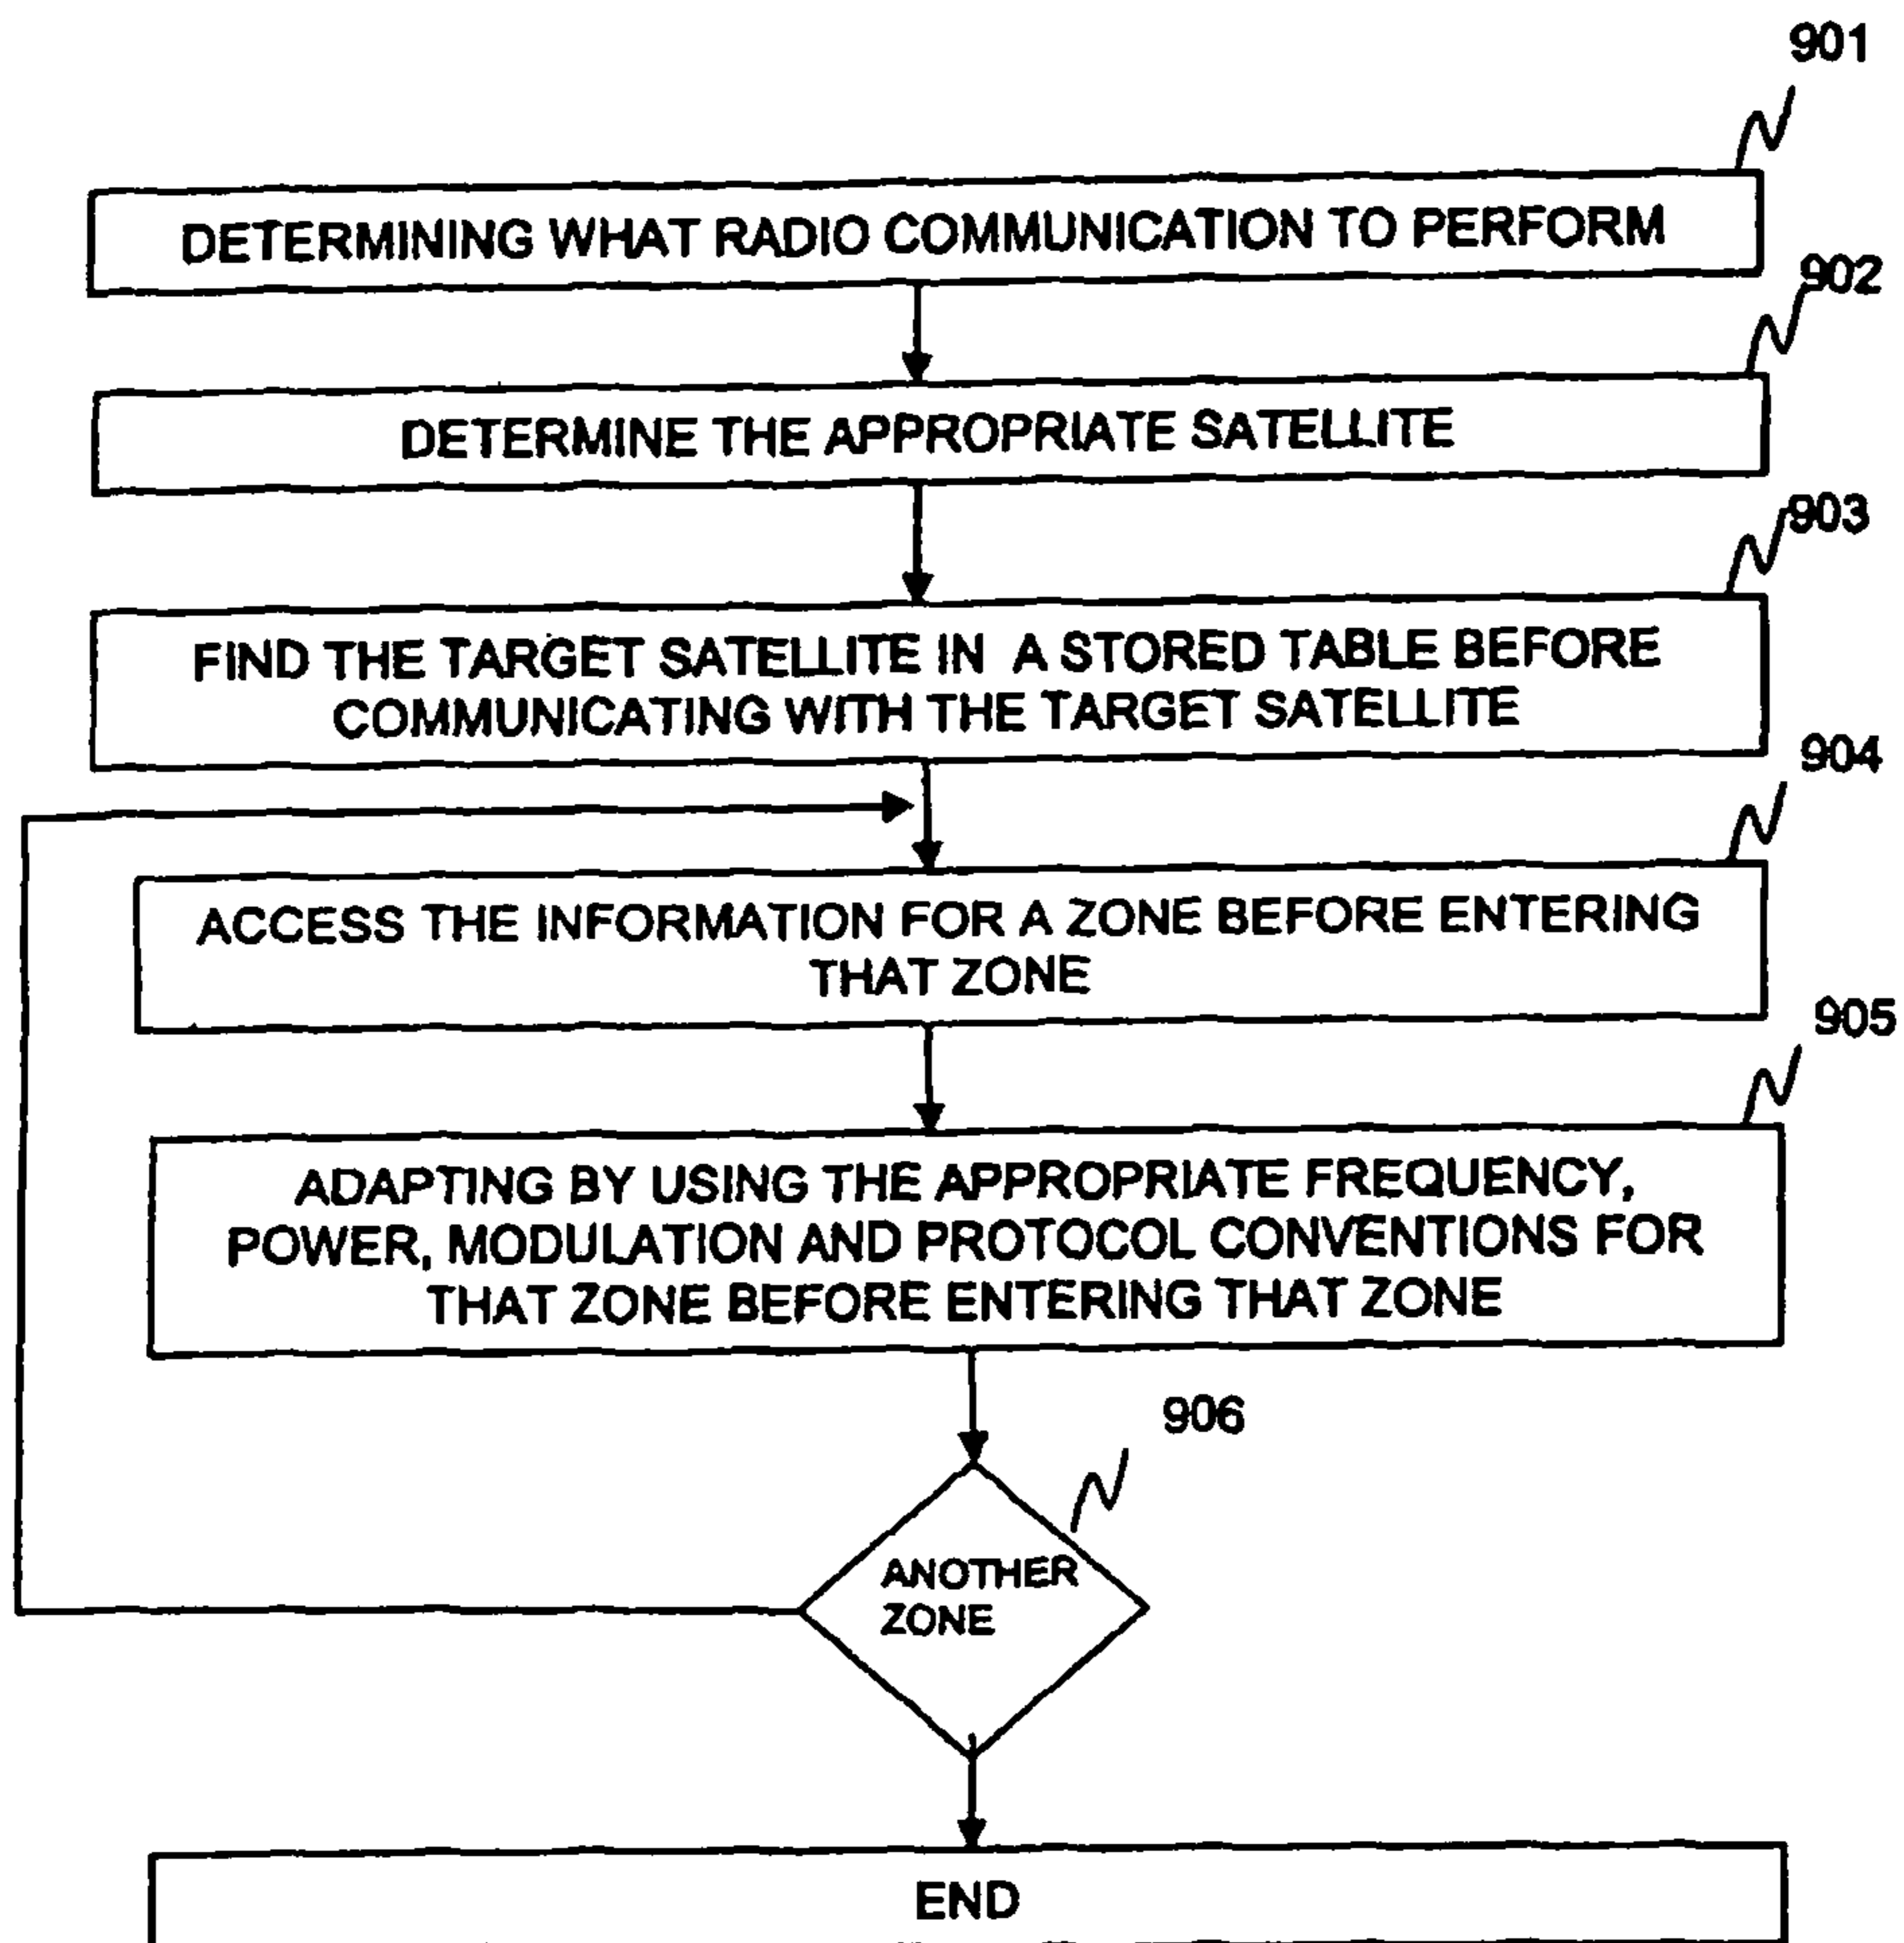 901
DETERMINING WHAT RADIO COMMUNICATION TO PERFORM
902
DETERMINE THE APPROPRIATE SATELLITE
903
FIND THE TARGET SATELLITE IN A STORED TABLE BEFORE
COMMUNICATING WITH THE TARGET SATELLITE
904
ACCESS THE INFORMATION FOR A ZONE BEFORE ENTERING
THAT ZONE
905
ADAPTING BY USING THE APPROPRIATE FREQUENCY,
POWER, MODULATION AND PROTOCOL CONVENTIONS FOR
THAT ZONE BEFORE ENTERING THAT ZONE
906
ANOTHER
ZONE
END